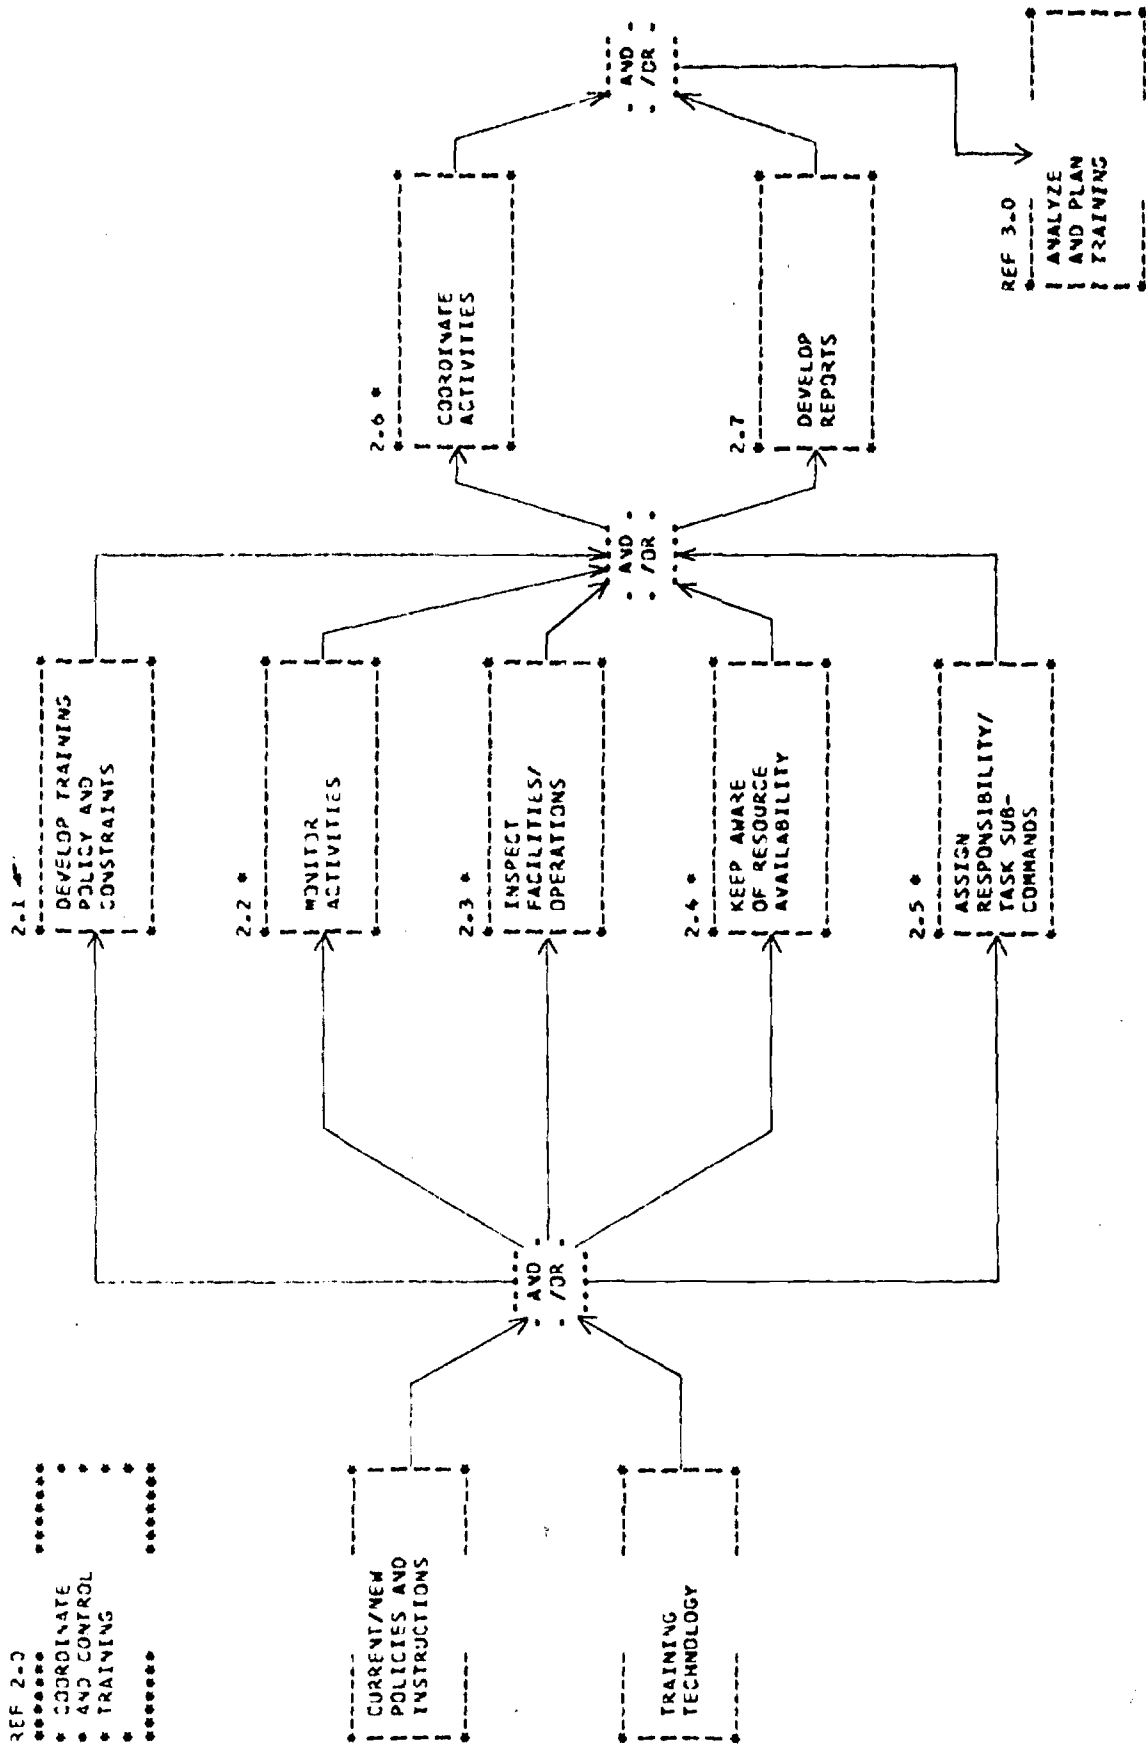 REF 2.0
COORDINATE
AND CONTROL
TRAINING
CURRENT/NEW
POLICIES AND
INSTRUCTIONS
TRAINING
TECHNOLOGY
AND
/OR
2.1 *
DEVELOP TRAINING
POLICY AND
CONSTRAINTS
2.2 *
MONITOR
ACTIVITIES
2.3 *
INSPECT
FACILITIES/
OPERATIONS
2.4 *
KEEP AWARE
OF RESOURCE
AVAILABILITY
2.5 *
ASSIGN
RESPONSIBILITY/
TASK SUB-
COMMANDS
AND
/OR
2.6 *
COORDINATE
ACTIVITIES
2.7
DEVELOP
REPORTS
AND
/OR
REF 3.0
ANALYZE
AND PLAN
TRAINING